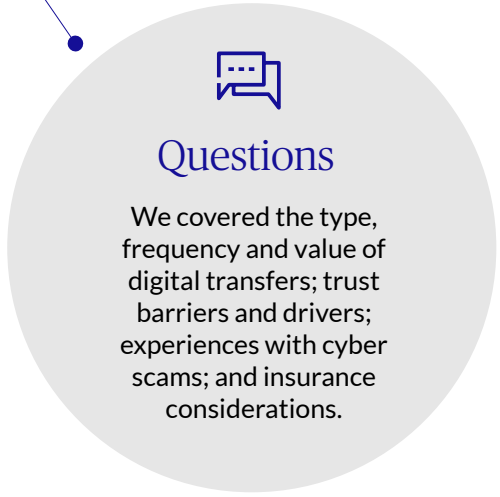 Questions
We covered the type,
frequency and value of
digital transfers; trust
barriers and drivers;
experiences with cyber
scams; and insurance
considerations.